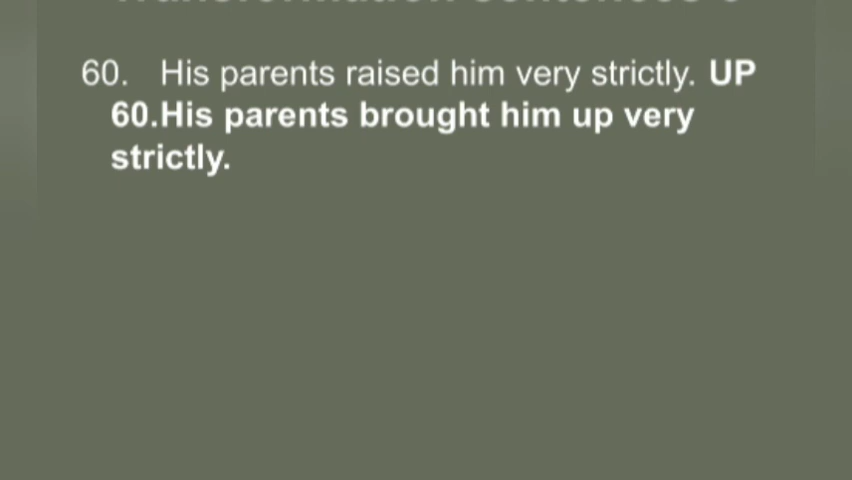 60. His parents raised him very strictly. UP
60.His parents brought him up very
strictly.